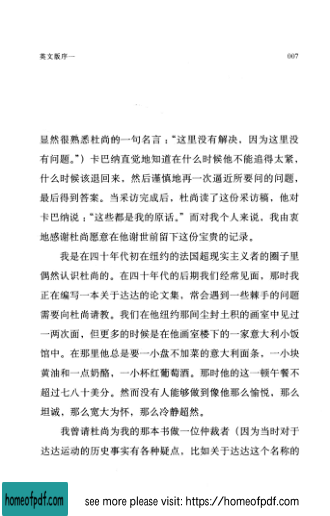 英文版序一
007
显然很熟悉杜尚的一句名言:“这里没有解决，因为这里没
有问题。”）卡巴纳直觉地知道在什么时候他不能追得太紧，
什么时候该退回来，然后谨慎地再一次逼近所要问的问题，
最后得到答案。当采访完成后，杜尚读了这份采访稿，他对
卡巴纳说:“这些都是我的原话。”而对我个人来说，我由衷
地感谢杜尚愿意在他谢世前留下这份宝贵的记录。
我是在四十年代初在纽约的法国超现实主义者的圈子里
偶然认识杜尚的。在四十年代的后期我们经常见面，那时我
正在编写一本关于达达的论文集，常会遇到一些棘手的问题
需要向杜尚请教。我们在他纽约那间尘封土积的画室中见过
一两次面，但更多的时候是在他画室楼下的一家意大利小饭
馆中。在那里他总是要一小盘不加菜的意大利面条，一小块
黄油和一点奶酪，一小杯红葡萄酒。那时他的这一顿午餐不
超过七八十美分。然而没有人能够做到像他那么愉悦，那么
坦诚，那么宽大为怀，那么冷静超然。
我曾请杜尚为我的那本书做一位仲裁者（因为当时对于
达达运动的历史事实有各种疑点，比如关于达达这个名称的
homeofpdf.com
see more please visit: https://homeofpdf.com